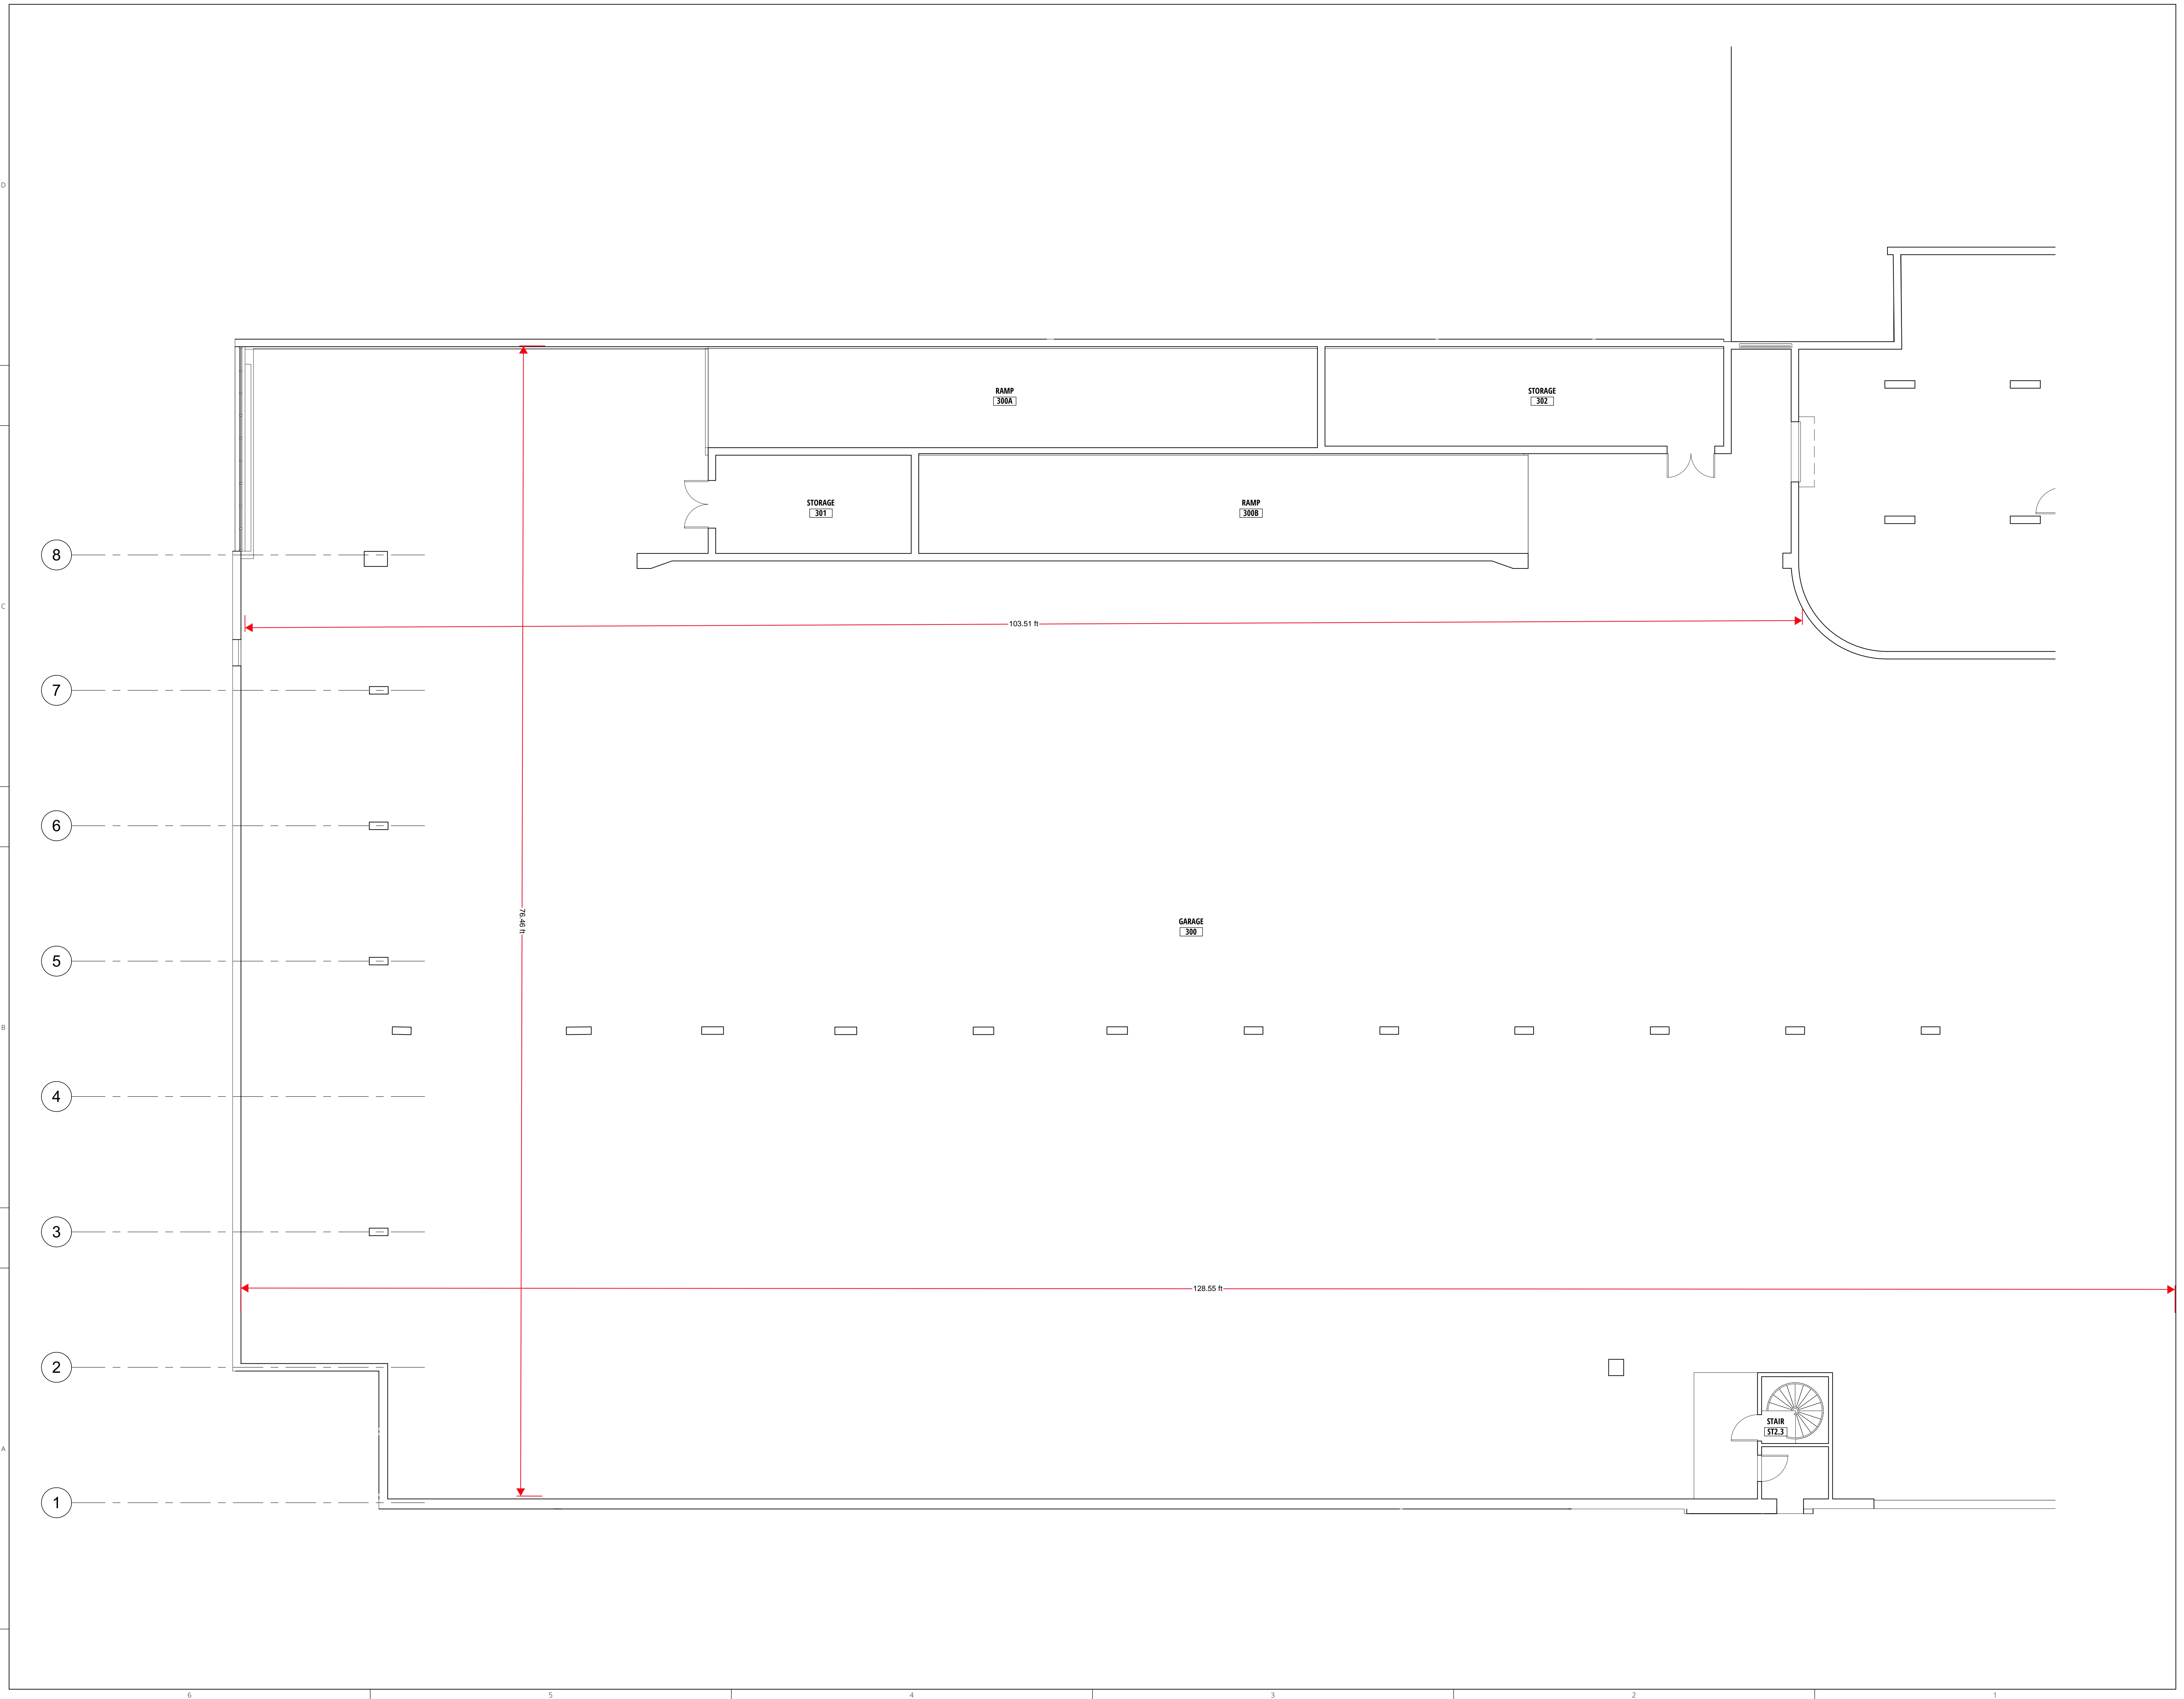 D
RAMP
300A
STORAGE
302
STORAGE
301
RAMP
300B
8
C
103.51 ft
7
6
76.46 ft
GARAGE
300
5
B
4
3
128.55 ft
2
STAIR
ST2.3
A
1
6
5
4
3
2
1